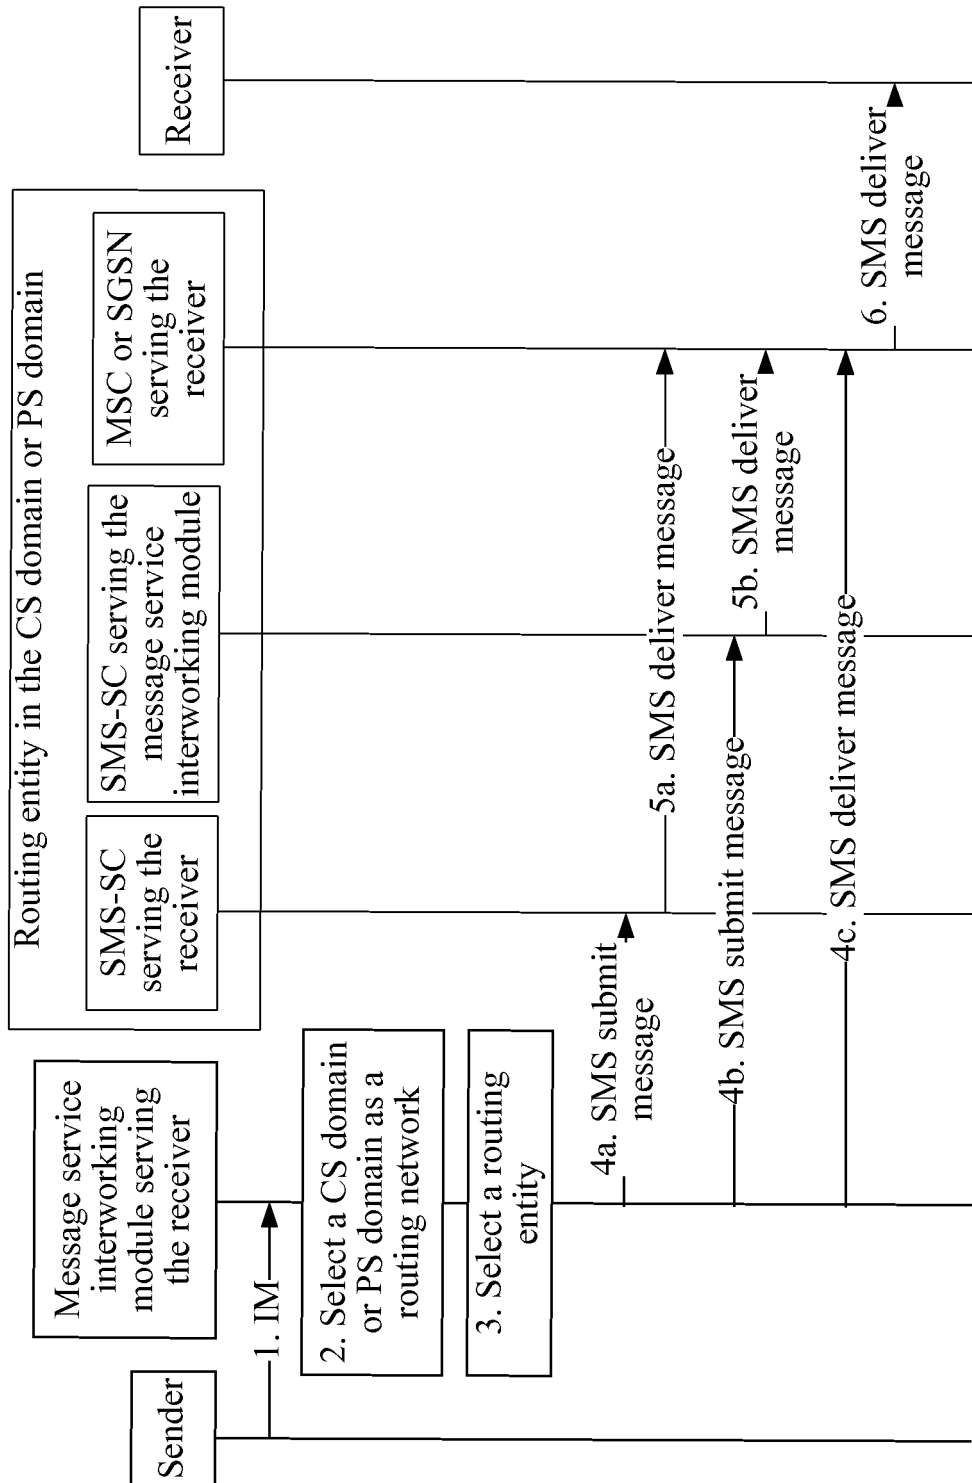 Routing entity in the CS domain or PS domain
Sender
Message service
interworking
module serving
the receiver
SMS-SC
serving the
receiver
SMS-SC serving the
message service
interworking module
MSC or SGSN
serving the
receiver
Receiver
1. IM
2. Select a CS domain
or PS domain as a
routing network
3. Select a routing
entity
4a. SMS submit
message
5a. SMS deliver message
4b. SMS submit message
5b. SMS deliver
message
4c. SMS deliver message
6. SMS deliver
message